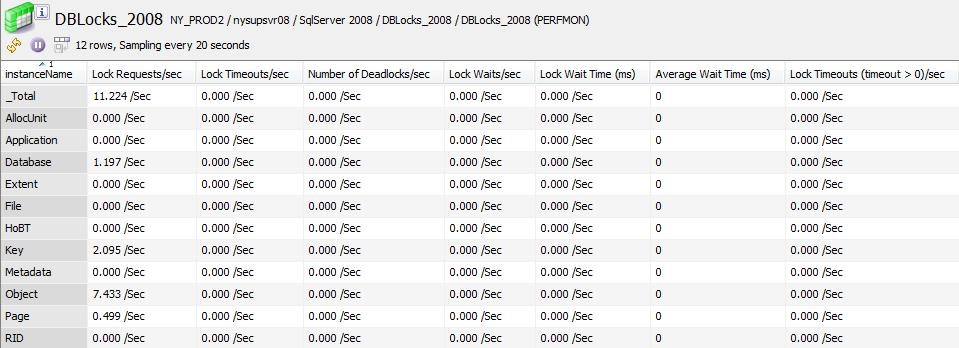 DBLocks_2008 NY_PROD2 / nysupsvr08 / SqlServer 2008 / DBLocks_2008 / DBLocks_2008 (PERFMON)
12 rows, Sampling every 20 seconds
instanceName 1 Lock Requests/sec Lock Timeouts/sec Number of Deadlocks/sec Lock Waits/sec Lock Wait Time (ms) Average Wait Time (ms) Lock Timeouts (timeout > 0)/sec
_Total 11.224 /Sec 0.000 /Sec 0.000 /Sec 0.000 /Sec 0.000 /Sec 0 0.000 /Sec
AllocUnit 0.000 /Sec 0.000 /Sec 0.000 /Sec 0.000 /Sec 0.000 /Sec 0 0.000 /Sec
Application 0.000 /Sec 0.000 /Sec 0.000 /Sec 0.000 /Sec 0.000 /Sec 0 0.000 /Sec
Database 1.197 /Sec 0.000 /Sec 0.000 /Sec 0.000 /Sec 0.000 /Sec 0 0.000 /Sec
Extent 0.000 /Sec 0.000 /Sec 0.000 /Sec 0.000 /Sec 0.000 /Sec 0 0.000 /Sec
File 0.000 /Sec 0.000 /Sec 0.000 /Sec 0.000 /Sec 0.000 /Sec 0 0.000 /Sec
HoBT 0.000 /Sec 0.000 /Sec 0.000 /Sec 0.000 /Sec 0.000 /Sec 0 0.000 /Sec
Key 2.095 /Sec 0.000 /Sec 0.000 /Sec 0.000 /Sec 0.000 /Sec 0 0.000 /Sec
Metadata 0.000 /Sec 0.000 /Sec 0.000 /Sec 0.000 /Sec 0.000 /Sec 0 0.000 /Sec
Object 7.433 /Sec 0.000 /Sec 0.000 /Sec 0.000 /Sec 0.000 /Sec 0 0.000 /Sec
Page 0.499 /Sec 0.000 /Sec 0.000 /Sec 0.000 /Sec 0.000 /Sec 0 0.000 /Sec
RID 0.000 /Sec 0.000 /Sec 0.000 /Sec 0.000 /Sec 0.000 /Sec 0 0.000 /Sec